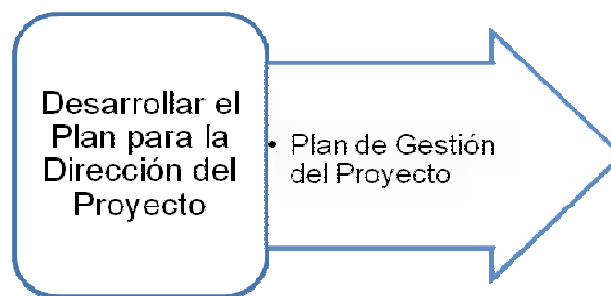 Desarrollar el
Plan para la
Dirección del
Proyecto
• Plan de Gestión
del Proyecto